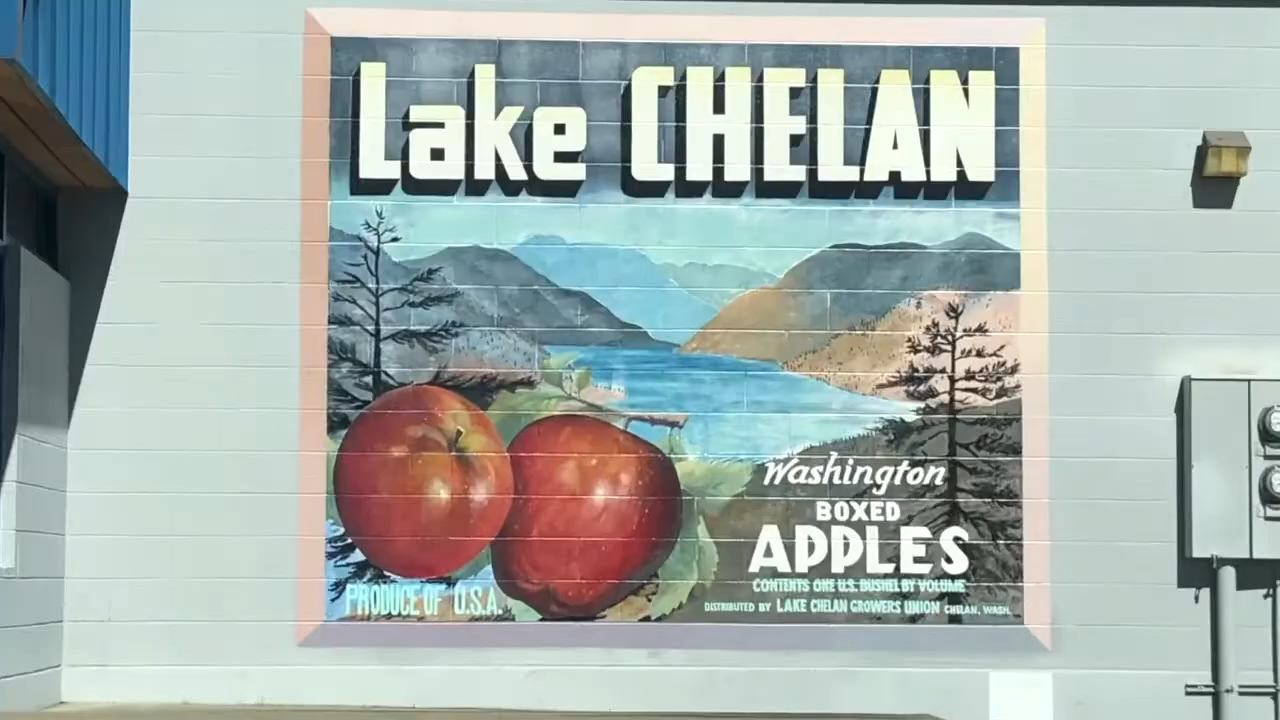 Lake CHELAN
Washington
BOXED
APPLES
CONTENTS ONE U.S. BUSHEL BY VOLUME
PRODUCE OF U.S.A.
DISTRIBUTED BY LAKE CHELAN GROWERS UNION CHELAN, WASH.